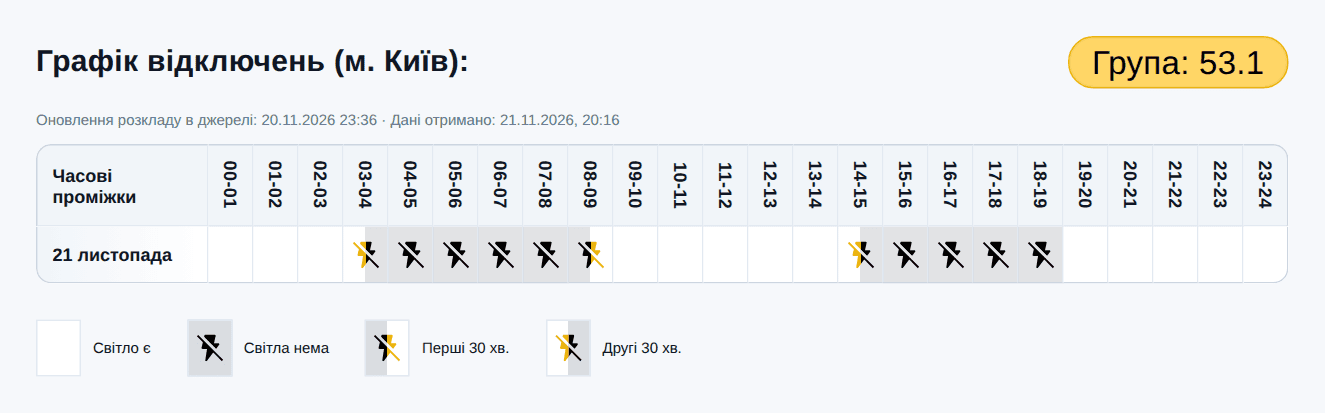 Графік відключень (м. Київ):
Група: 53.1
Оновлення розкладу в джерелі: 20.11.2026 23:36 · Дані отримано: 21.11.2026, 20:16
Часові
проміжки
00-01
01-02
02-03
03-04
04-05
05-06
06-07
07-08
08-09
09-10
10-11
11-12
12-13
13-14
14-15
15-16
16-17
17-18
18-19
19-20
20-21
21-22
22-23
23-24
21 листопада
Світло є
Світла нема
Перші 30 хв.
Другі 30 хв.